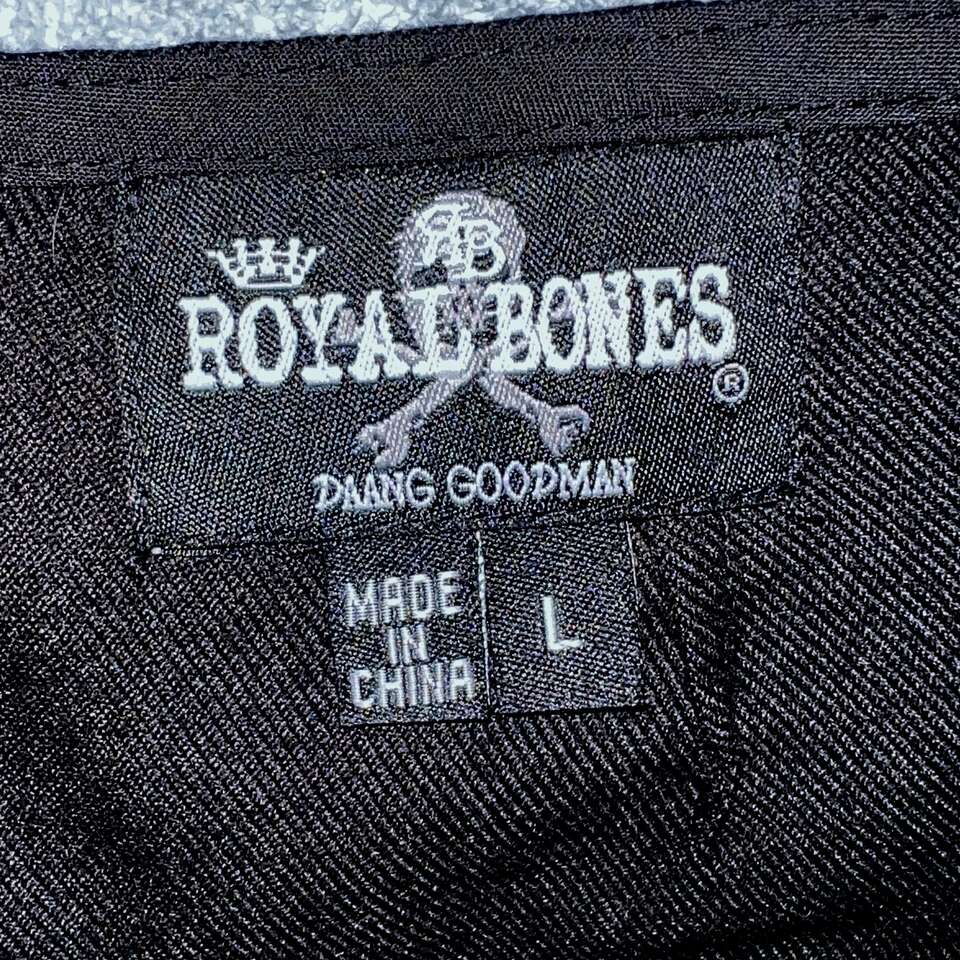 RB
ROYAL BONES ®
DAANG GOODMAN
MADE
IN
CHINA
L